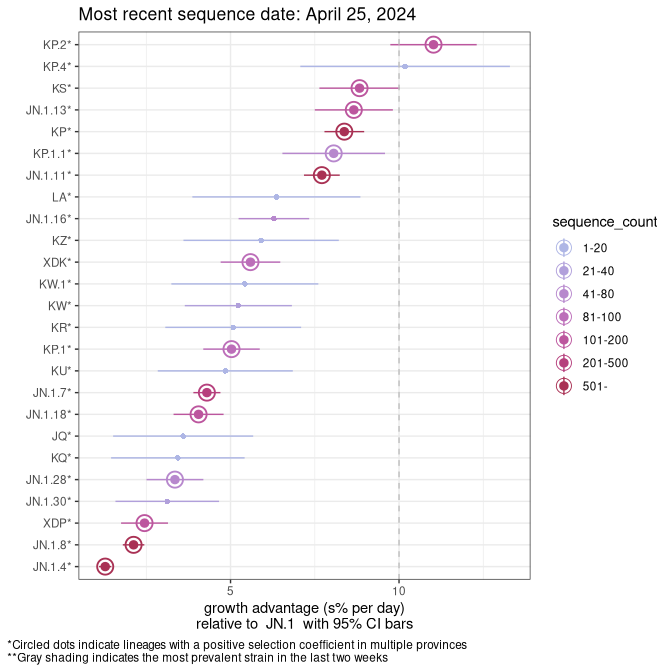 Most recent sequence date: April 25, 2024
KP.2*
KP.4*
KS*
JN.1.13*
KP*
KP.1.1*
JN.1.11*
LA*
JN.1.16*
KZ*
XDK*
KW.1*
KW*
KR*
KP.1*
KU*
JN.1.7*
JN.1.18*
JQ*
KQ*
JN.1.28*
JN.1.30*
XDP*
JN.1.8*
JN.1.4*
5 10
growth advantage (s% per day)
relative to JN.1 with 95% CI bars
sequence_count
1-20
21-40
41-80
81-100
101-200
201-500
501-
*Circled dots indicate lineages with a positive selection coefficient in multiple provinces
**Gray shading indicates the most prevalent strain in the last two weeks